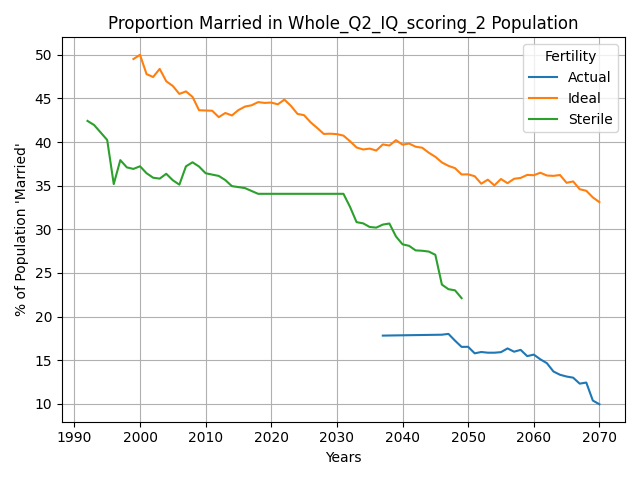 Proportion Married in Whole_Q2_IQ_scoring_2 Population
% of Population 'Married'
50
45
40
35
30
25
20
15
10
Fertility
Actual
Ideal
Sterile
1990
2000
2010
2020
2030
2040
2050
2060
2070
Years